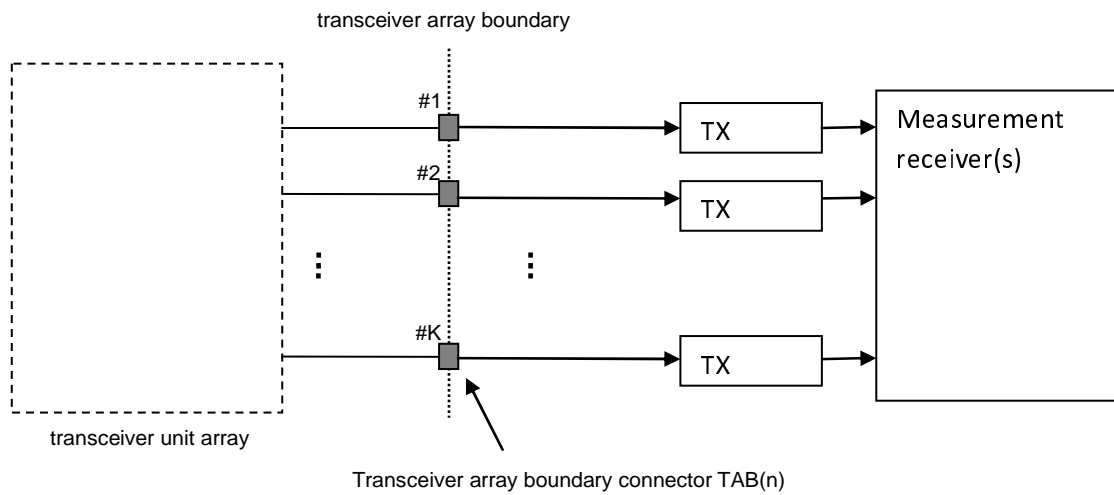 transceiver array boundary
#1
TX
Measurement
receiver(s)
#2
TX
#K
TX
transceiver unit array
Transceiver array boundary connector TAB(n)